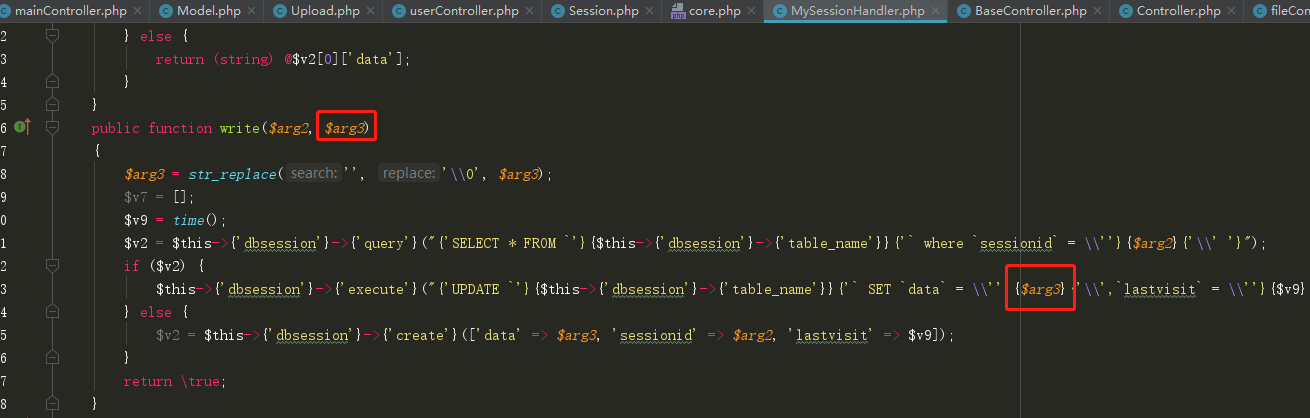 mainController.php × Model.php × Upload.php × userController.php × Session.php × core.php × MySessionHandler.php × BaseController.php × Controller.php × fileCon
2 } else {
3 return (string) @$v2[0]['data'];
4 }
5 }
6 public function write($arg2, $arg3)
7 {
8 $arg3 = str_replace( search: '', replace: '\\0', $arg3);
9 $v7 = [];
0 $v9 = time();
1 $v2 = $this->{'dbsession'}->{'query'}("{'SELECT * FROM `'}{$this->{'dbsession'}->{'table_name'}}{'` where `sessionid` = \\''}{$arg2}{'\\' '}");
2 if ($v2) {
3 $this->{'dbsession'}->{'execute'}("{'UPDATE `'}{$this->{'dbsession'}->{'table_name'}}{'` SET `data` = \\'' {$arg3} '\\',`lastvisit` = \\''}{$v9}
4 } else {
5 $v2 = $this->{'dbsession'}->{'create'}(['data' => $arg3, 'sessionid' => $arg2, 'lastvisit' => $v9]);
6 }
7 return \true;
8 }